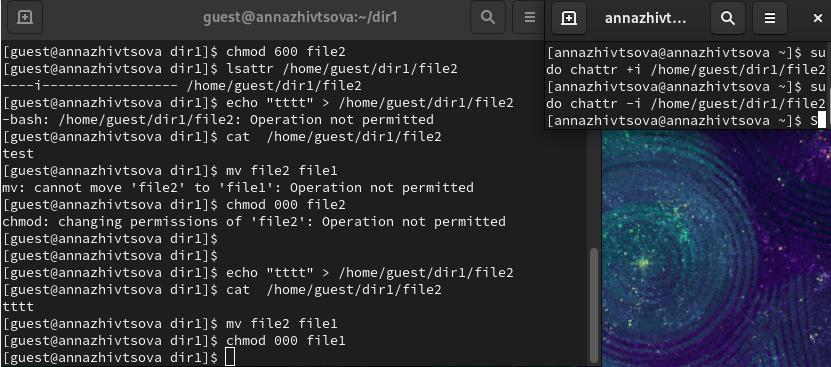 guest@annazhivtsova:~/dir1
[guest@annazhivtsova dir1]$ chmod 600 file2
[guest@annazhivtsova dir1]$ lsattr /home/guest/dir1/file2
----i----------------- /home/guest/dir1/file2
[guest@annazhivtsova dir1]$ echo "tttt" > /home/guest/dir1/file2
-bash: /home/guest/dir1/file2: Operation not permitted
[guest@annazhivtsova dir1]$ cat  /home/guest/dir1/file2
test
[guest@annazhivtsova dir1]$ mv file2 file1
mv: cannot move 'file2' to 'file1': Operation not permitted
[guest@annazhivtsova dir1]$ chmod 000 file2
chmod: changing permissions of 'file2': Operation not permitted
[guest@annazhivtsova dir1]$
[guest@annazhivtsova dir1]$
[guest@annazhivtsova dir1]$ echo "tttt" > /home/guest/dir1/file2
[guest@annazhivtsova dir1]$ cat  /home/guest/dir1/file2
tttt
[guest@annazhivtsova dir1]$ mv file2 file1
[guest@annazhivtsova dir1]$ chmod 000 file1
[guest@annazhivtsova dir1]$
annazhivt...
[annazhivtsova@annazhivtsova ~]$ su
do chattr +i /home/guest/dir1/file2
[annazhivtsova@annazhivtsova ~]$ su
do chattr -i /home/guest/dir1/file2
[annazhivtsova@annazhivtsova ~]$ S